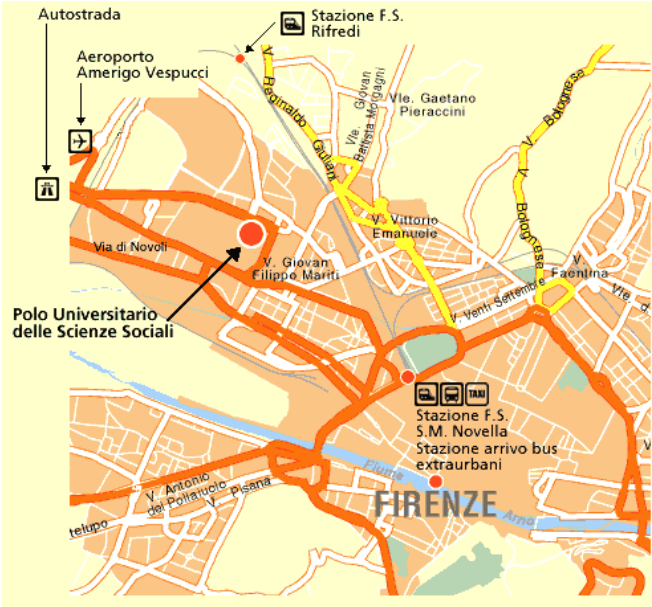 Autostrada
Stazione F.S.
Rifredi
Aeroporto
Amerigo Vespucci
V. Reginaldo Giuliani
Vle. Giovan
Battista Morgagni
Vle. Gaetano
Pieraccini
V. Bolognese
V. Bolognese
V. Vittorio
Emanuele
Via di Novoli
V. Giovan
Filippo Mariti
V.
Faentina
V. Venti Settembre
Vle. d
Polo Universitario
delle Scienze Sociali
TAXI
Stazione F.S.
S.M. Novella
Stazione arrivo bus
extraurbani
V.
Fiume
Arno
FIRENZE
V. Antonio
del Pollaiuolo
V. Pisana
telupo